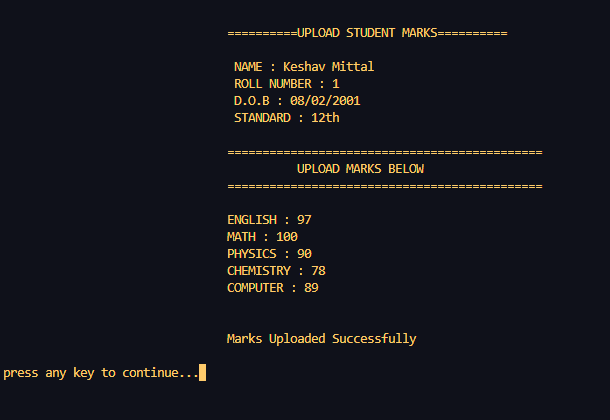 ==========UPLOAD STUDENT MARKS==========
NAME : Keshav Mittal
ROLL NUMBER : 1
D.O.B : 08/02/2001
STANDARD : 12th
=============================================
UPLOAD MARKS BELOW
=============================================
ENGLISH : 97
MATH : 100
PHYSICS : 90
CHEMISTRY : 78
COMPUTER : 89
Marks Uploaded Successfully
press any key to continue...